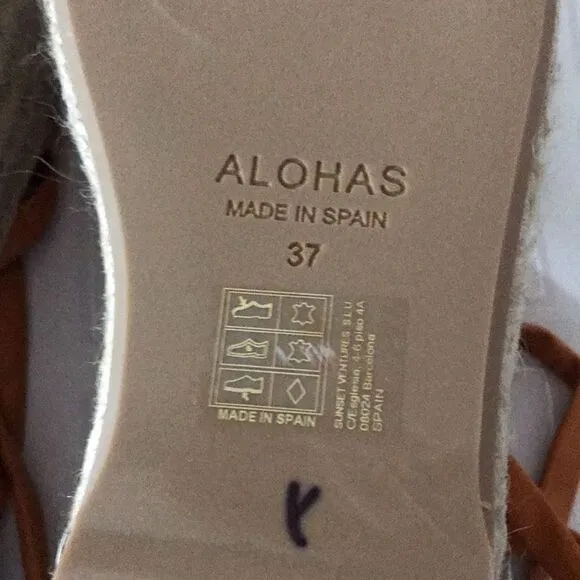 ALOHAS
MADE IN SPAIN
37
MADE IN SPAIN
SUNSET VENTURES S.L.U
C/Esglesia, 4-6 piso 4A
08024 Barcelona
SPAIN